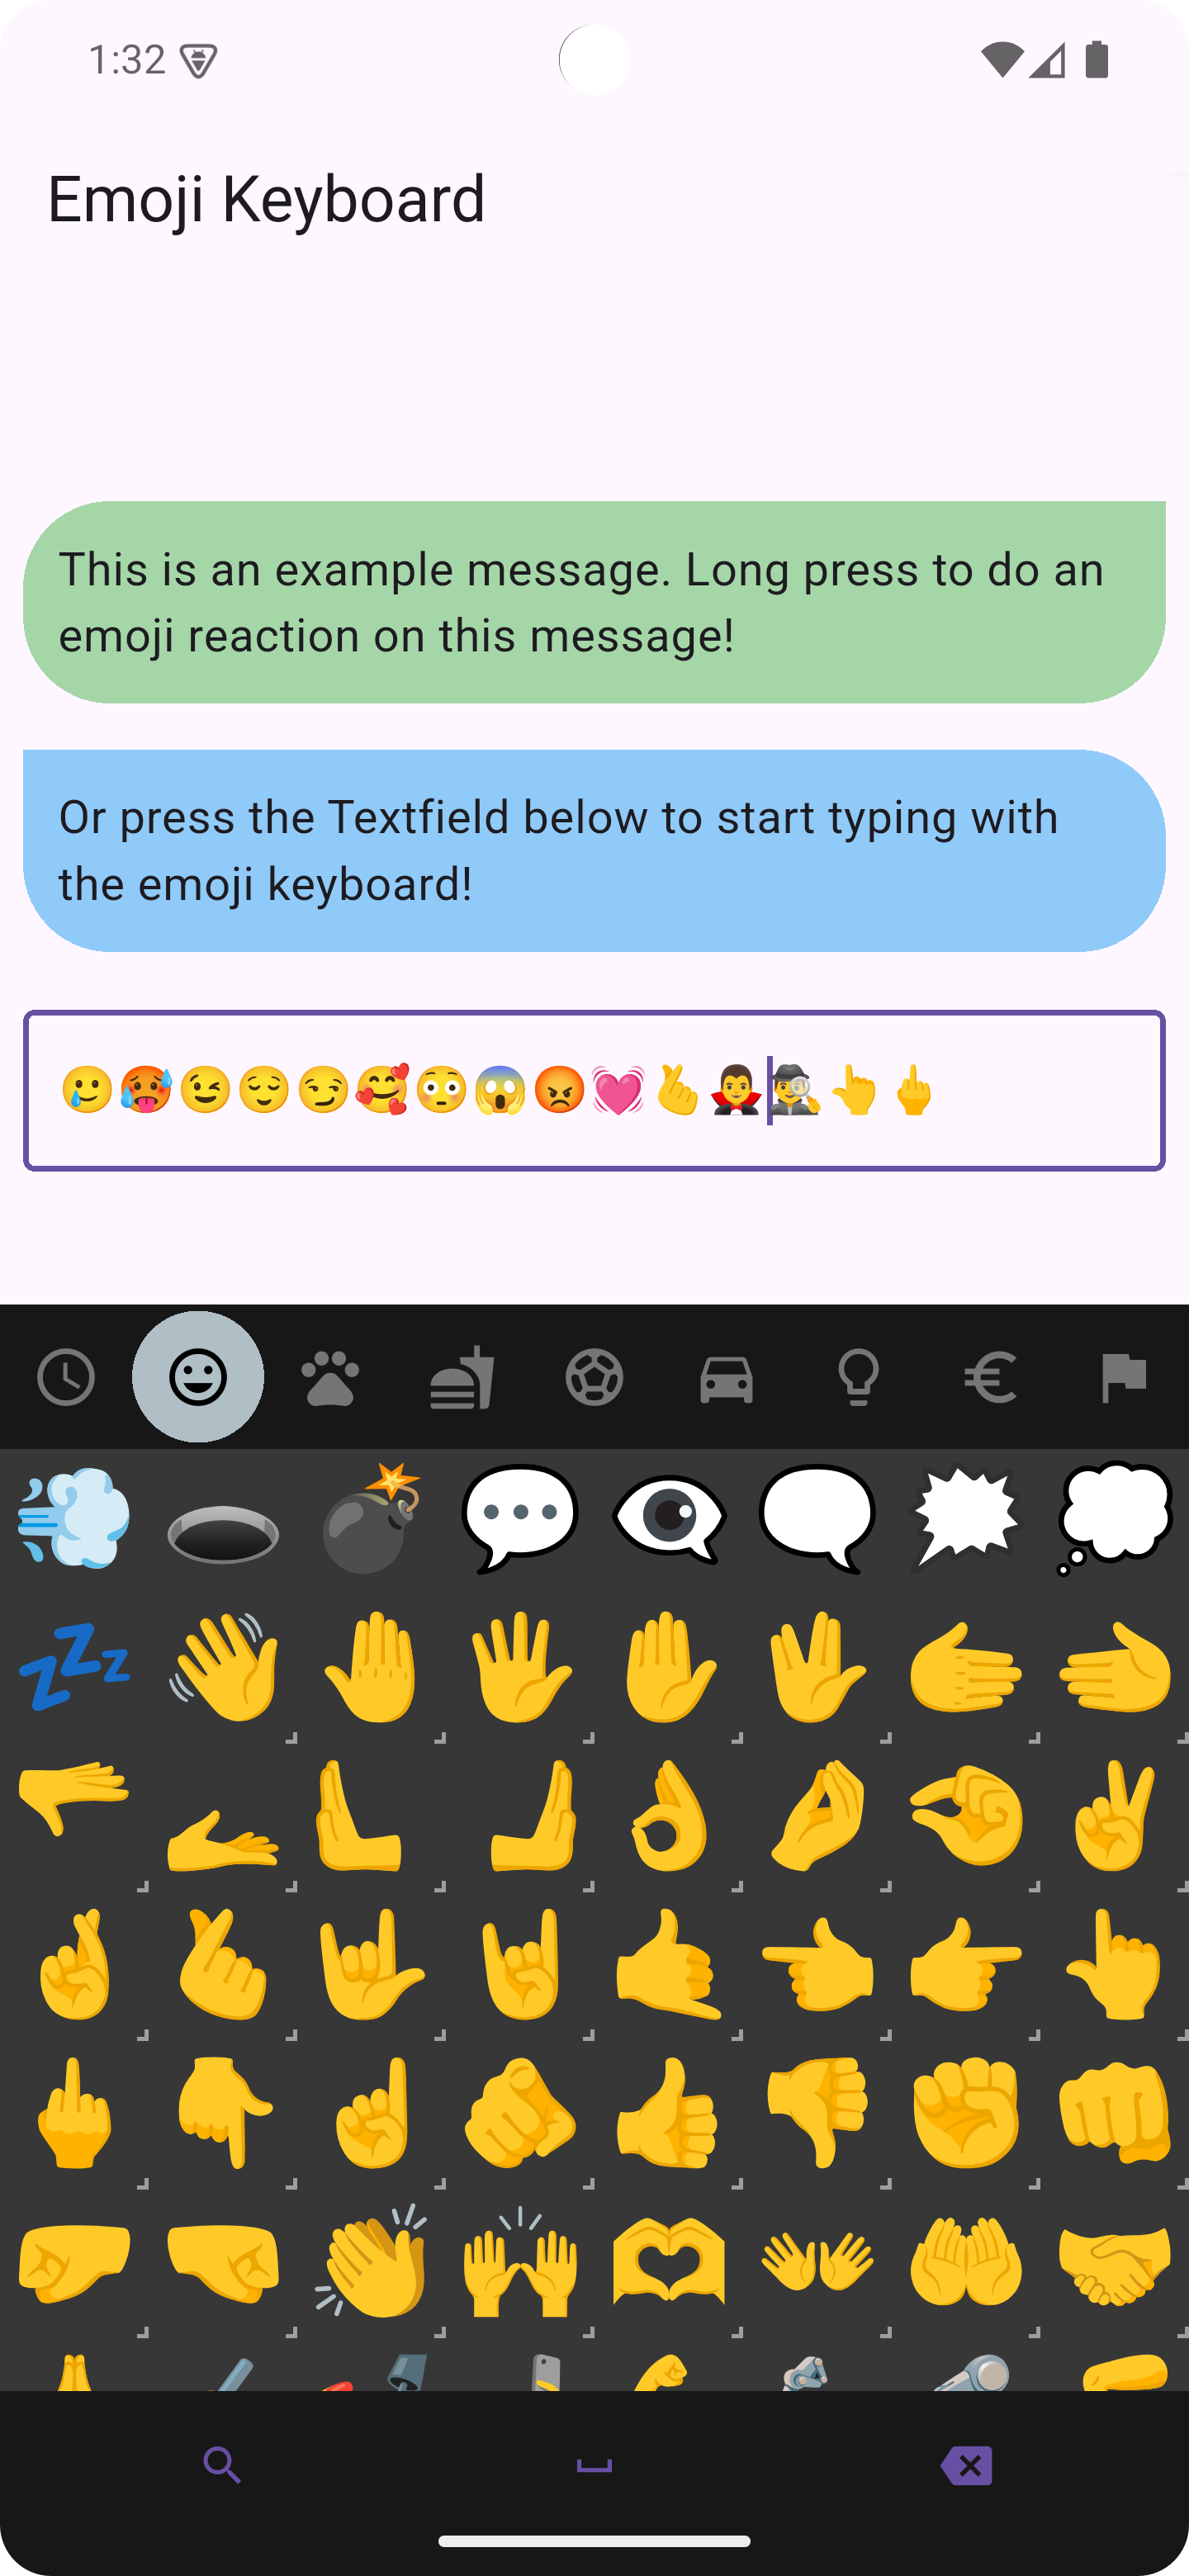 1:32
Emoji Keyboard
This is an example message. Long press to do an
emoji reaction on this message!
Or press the Textfield below to start typing with
the emoji keyboard!
🥲🥵😉😌😏🥰😳😱😡💓🫰🧛‍♂️🕵️‍♂️👆🖕